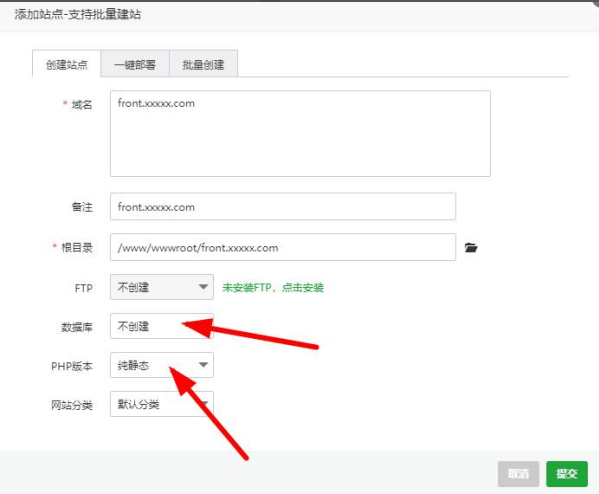 添加站点-支持批量建站
创建站点 一键部署 批量创建
* 域名 front.xxxxx.com
备注 front.xxxxx.com
* 根目录 /www/wwwroot/front.xxxxx.com
FTP 不创建 未安装FTP，点击安装
数据库 不创建
PHP版本 纯静态
网站分类 默认分类
取消 提交